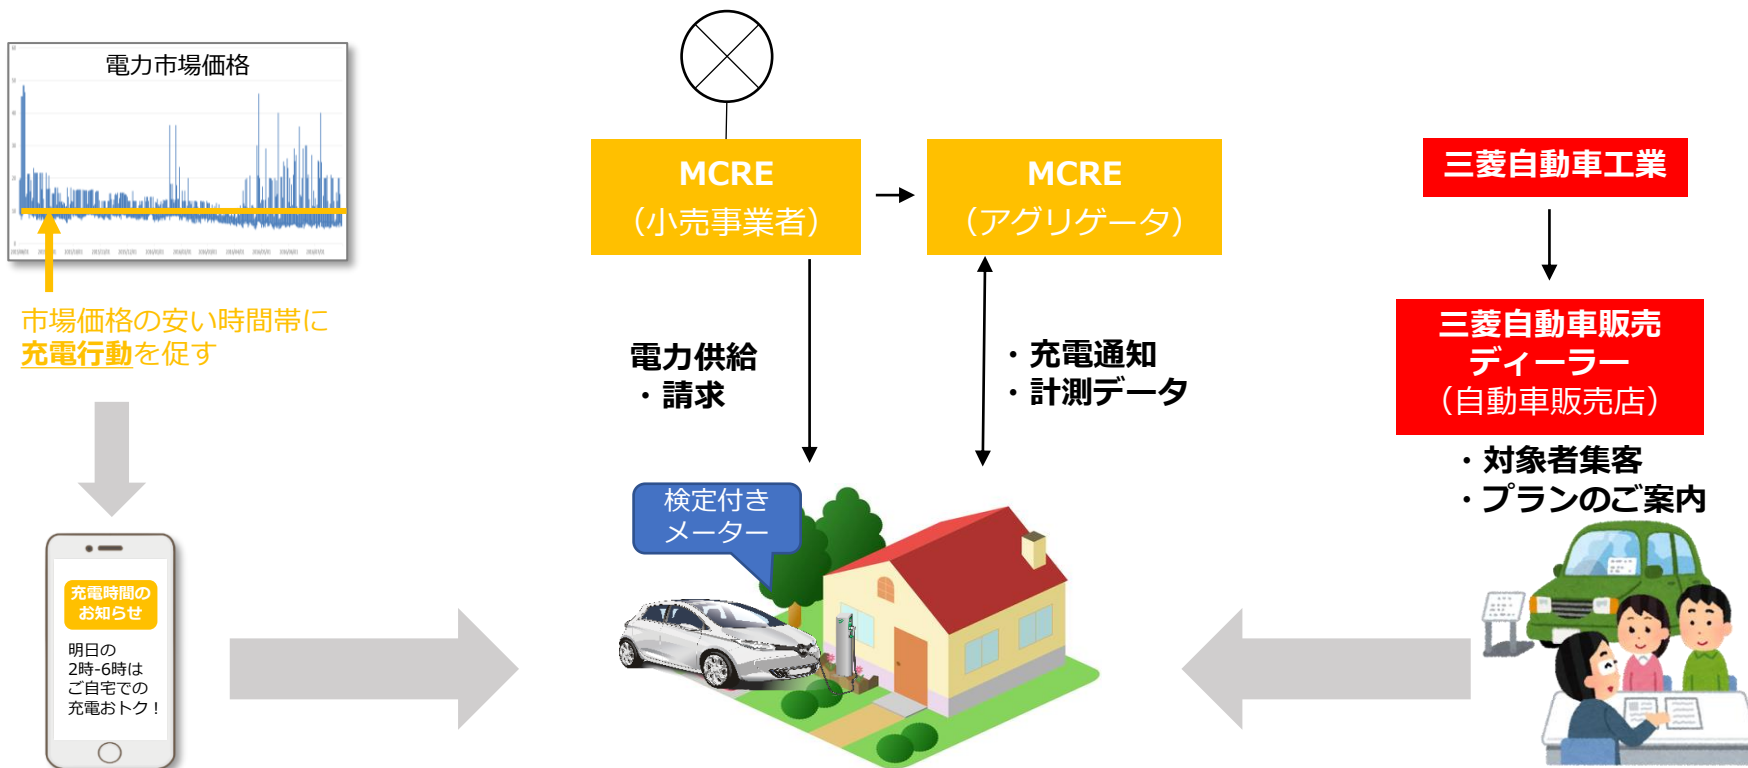 電力市場価格
市場価格の安い時間帯に
充電行動を促す
充電時間の
お知らせ
明日の
2時-6時は
ご自宅での
充電おトク！
MCRE
（小売事業者）
MCRE
（アグリゲータ）
電力供給
・請求
・充電通知
・計測データ
検定付き
メーター
三菱自動車工業
三菱自動車販売
ディーラー
（自動車販売店）
・対象者集客
・プランのご案内